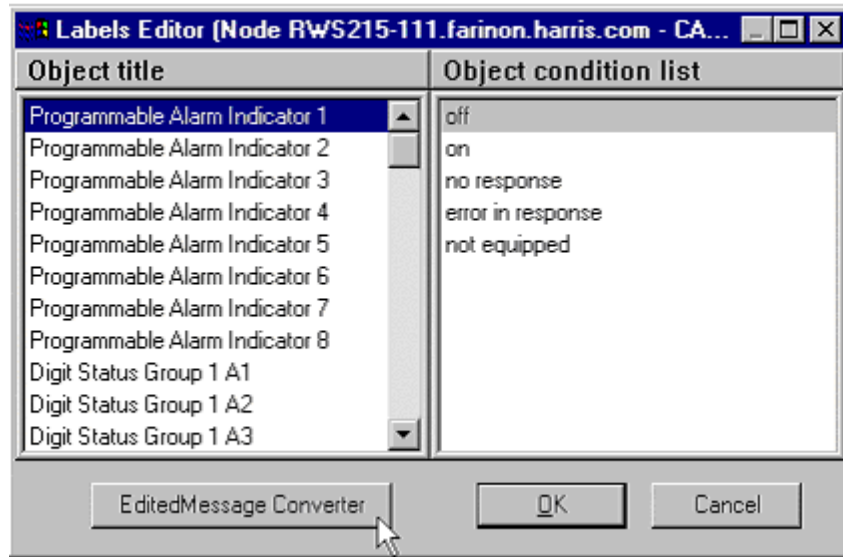 Labels Editor (Node RWS215-111.farinon.harris.com - CA...
Object title
Object condition list
Programmable Alarm Indicator 1
Programmable Alarm Indicator 2
Programmable Alarm Indicator 3
Programmable Alarm Indicator 4
Programmable Alarm Indicator 5
Programmable Alarm Indicator 6
Programmable Alarm Indicator 7
Programmable Alarm Indicator 8
Digit Status Group 1 A1
Digit Status Group 1 A2
Digit Status Group 1 A3
off
on
no response
error in response
not equipped
EditedMessage Converter
OK
Cancel